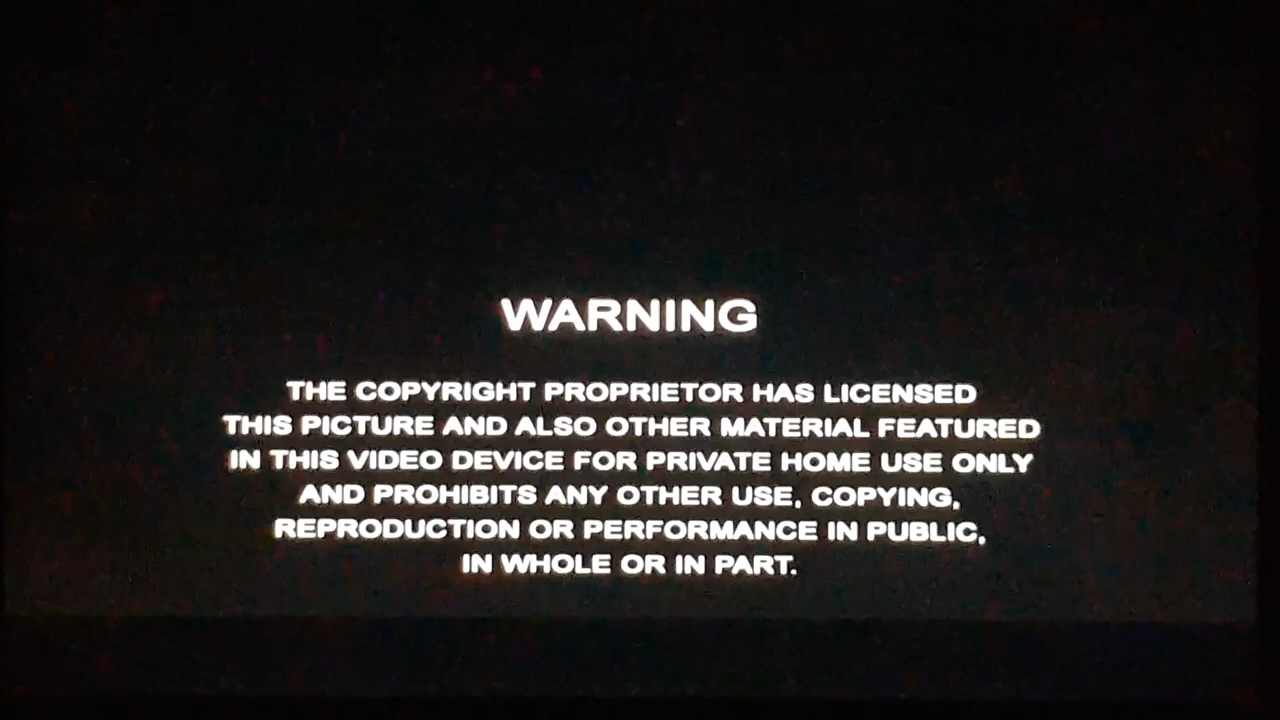 WARNING
THE COPYRIGHT PROPRIETOR HAS LICENSED
THIS PICTURE AND ALSO OTHER MATERIAL FEATURED
IN THIS VIDEO DEVICE FOR PRIVATE HOME USE ONLY
AND PROHIBITS ANY OTHER USE, COPYING,
REPRODUCTION OR PERFORMANCE IN PUBLIC,
IN WHOLE OR IN PART.